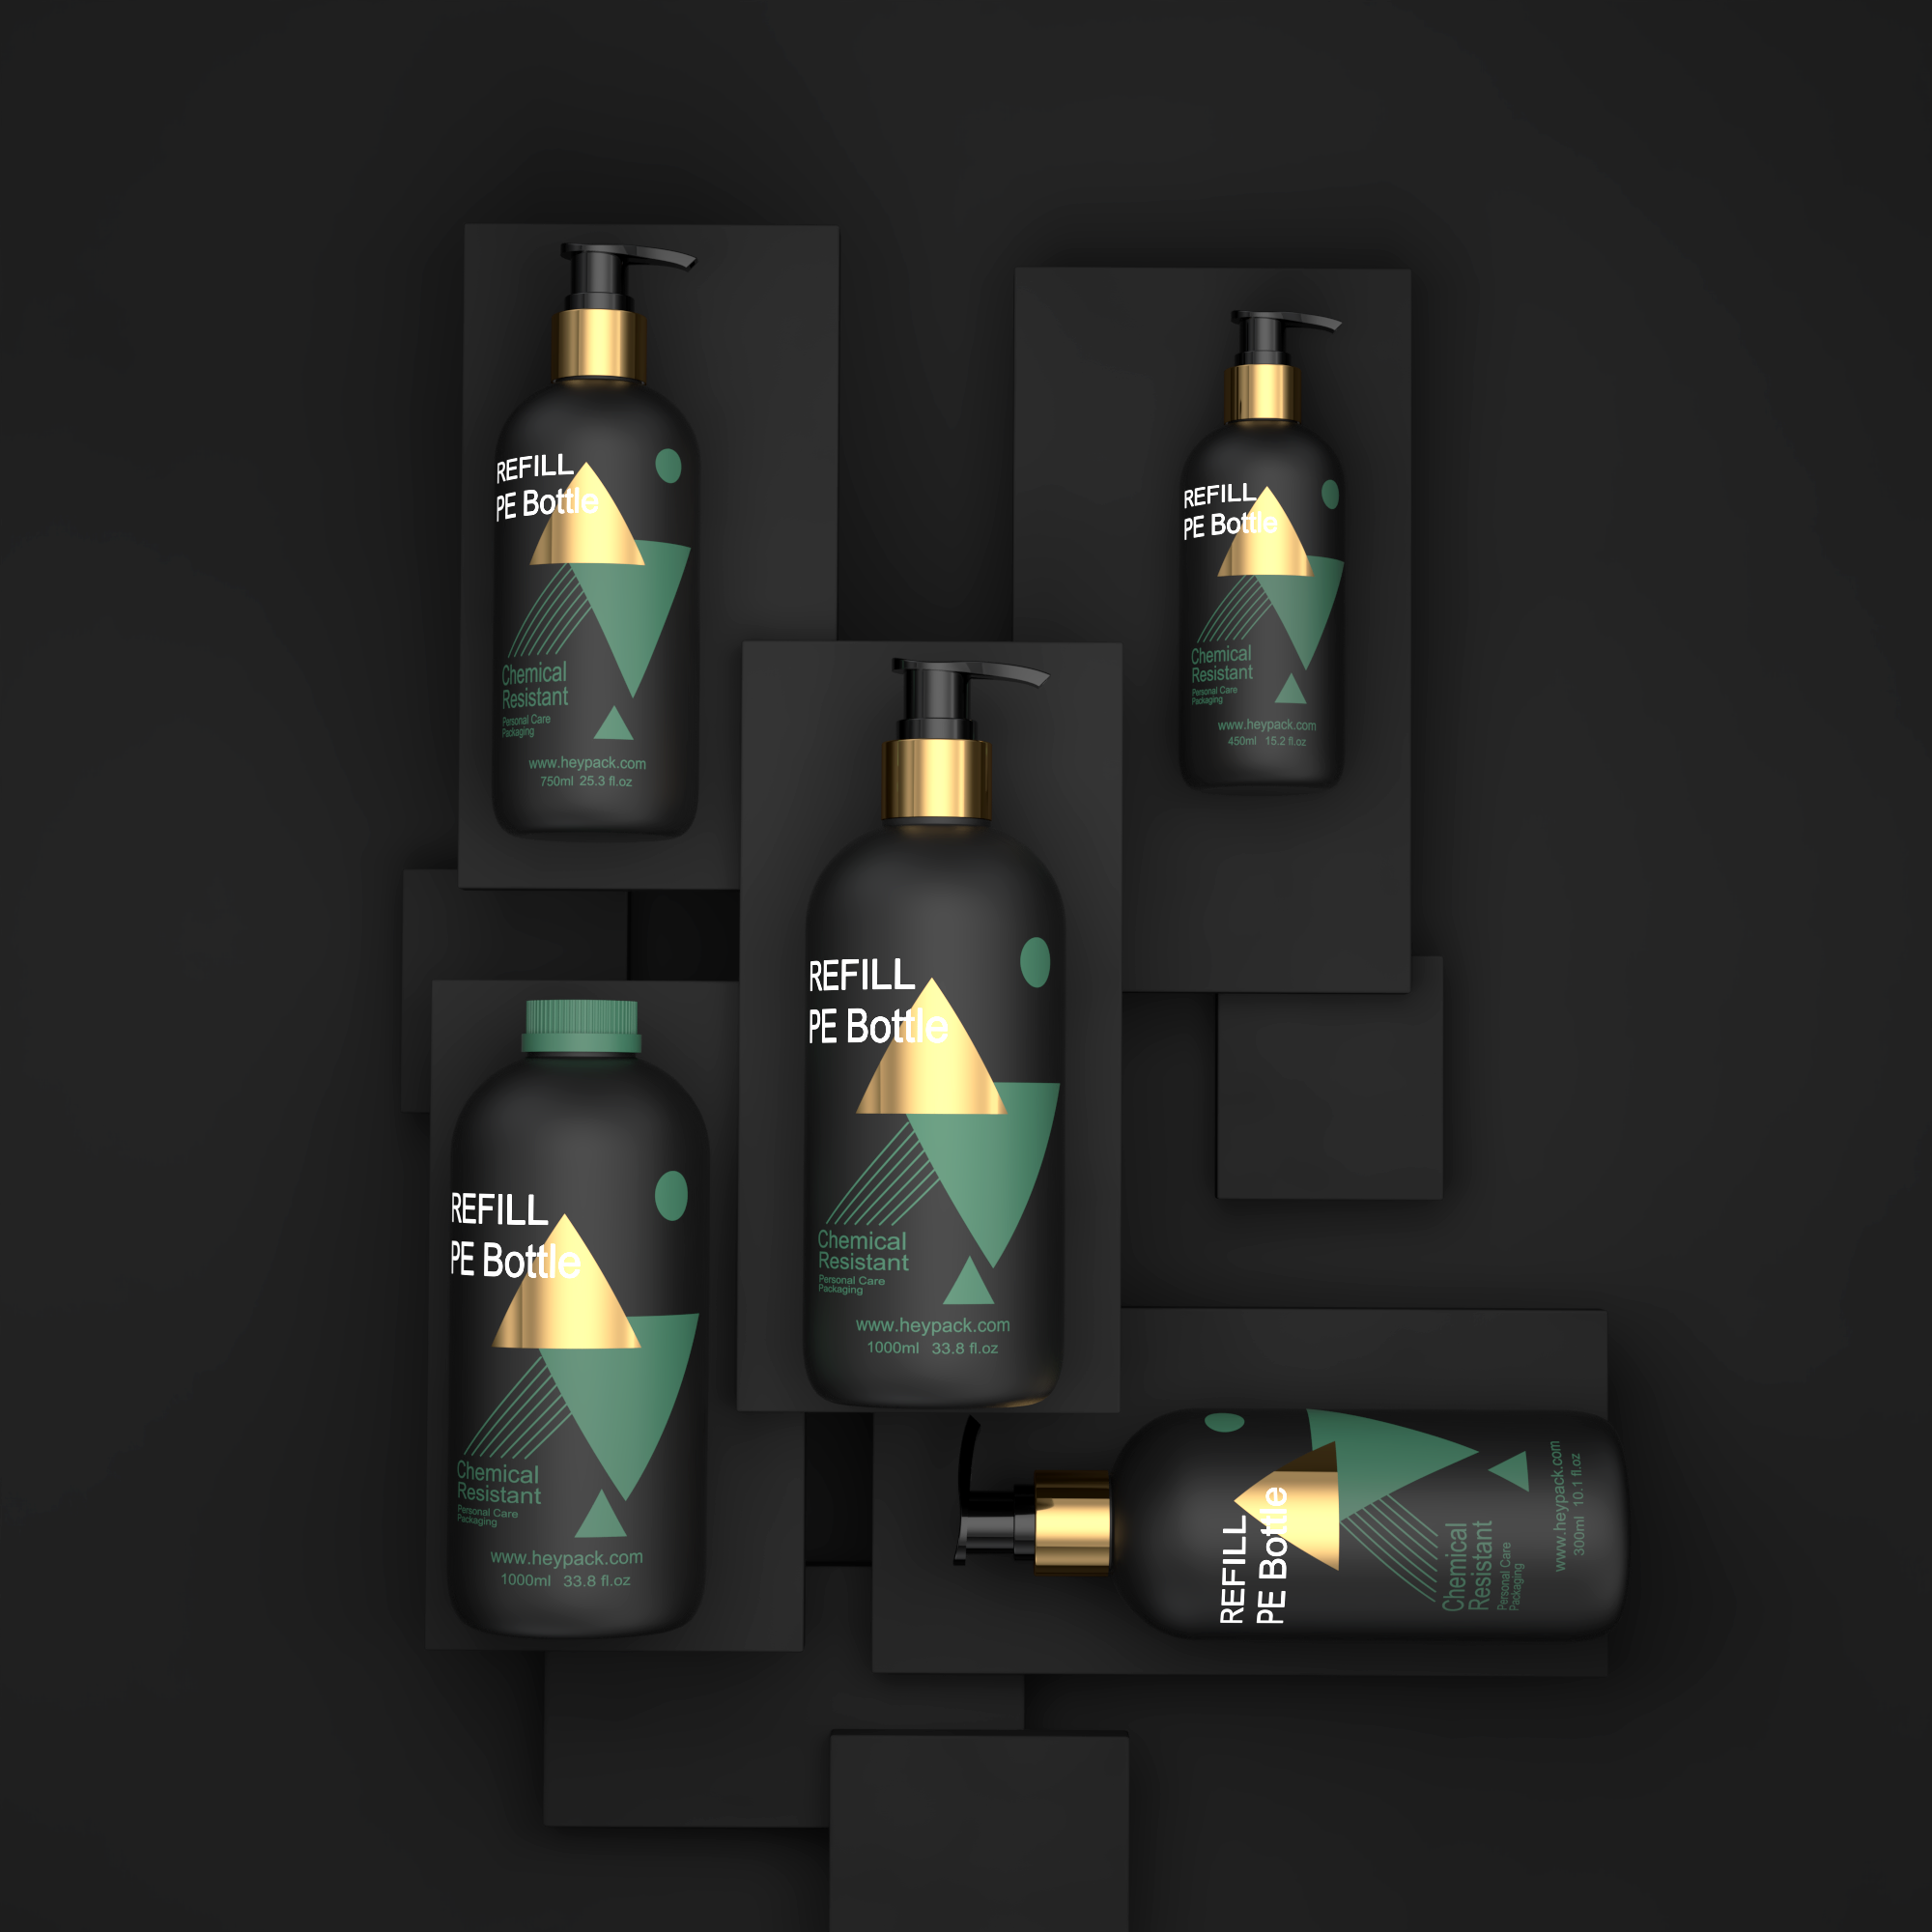 REFILL
PE Bottle
Chemical
Resistant
Personal Care
Packaging
www.heypack.com
750ml 25.3 fl.oz
REFILL
PE Bottle
Chemical
Resistant
Personal Care
Packaging
www.heypack.com
450ml 15.2 fl.oz
REFILL
PE Bottle
Chemical
Resistant
Personal Care
Packaging
www.heypack.com
1000ml 33.8 fl.oz
REFILL
PE Bottle
Chemical
Resistant
Personal Care
Packaging
www.heypack.com
1000ml 33.8 fl.oz
REFILL
PE Bottle
Chemical
Resistant
Personal Care
Packaging
www.heypack.com
300ml 10.1 fl.oz